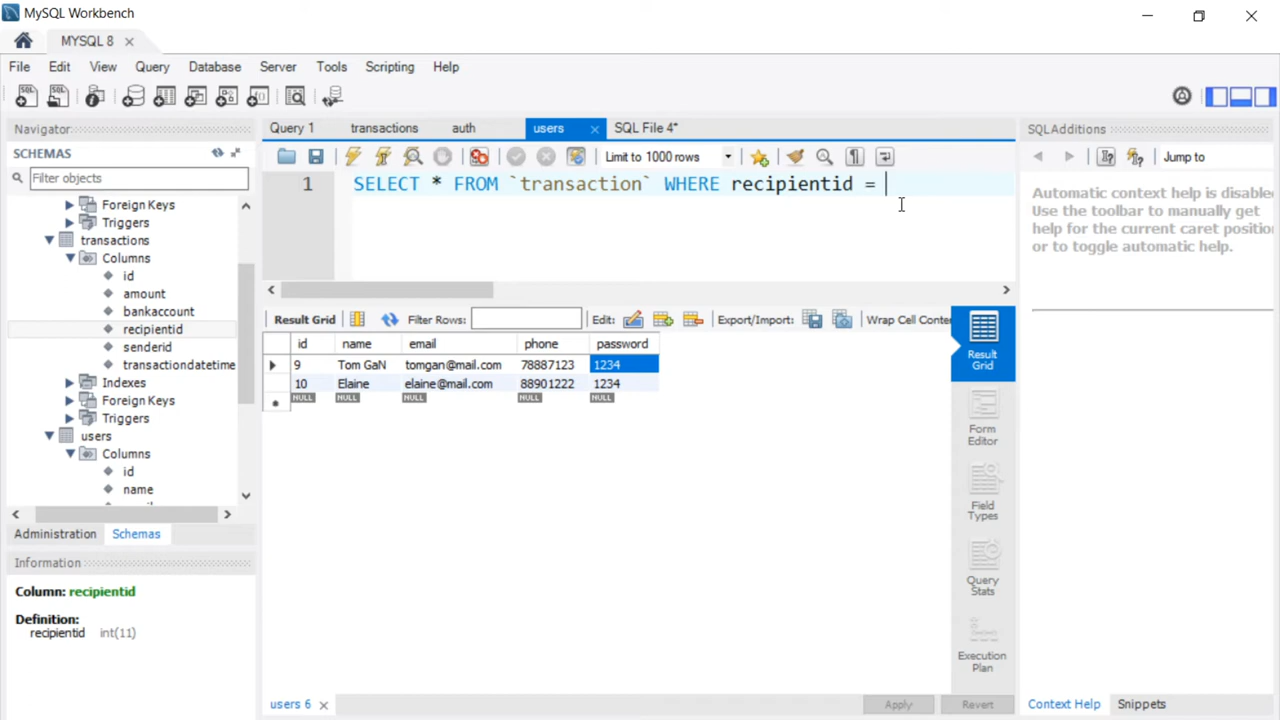 MySQL Workbench
MYSQL 8
File Edit View Query Database Server Tools Scripting Help
Navigator
SCHEMAS
Filter objects
Foreign Keys
Triggers
transactions
Columns
id
amount
bankaccount
recipientid
senderid
transactiondatetime
Indexes
Foreign Keys
Triggers
users
Columns
id
name
Administration Schemas
Information
Column: recipientid
Definition:
recipientid int(11)
Query 1 transactions auth users SQL File 4*
Limit to 1000 rows
1 SELECT * FROM `transaction` WHERE recipientid =
Result Grid Filter Rows: Edit: Export/Import: Wrap Cell Conte
id name email phone password
9 Tom GaN tomgan@mail.com 78887123 1234
10 Elaine elaine@mail.com 88901222 1234
NULL NULL NULL NULL NULL
Result
Grid
Form
Editor
Field
Types
Query
Stats
Execution
Plan
users 6
Apply Revert
SQLAdditions
Jump to
Automatic context help is disable
Use the toolbar to manually get
help for the current caret positio
or to toggle automatic help.
Context Help Snippets